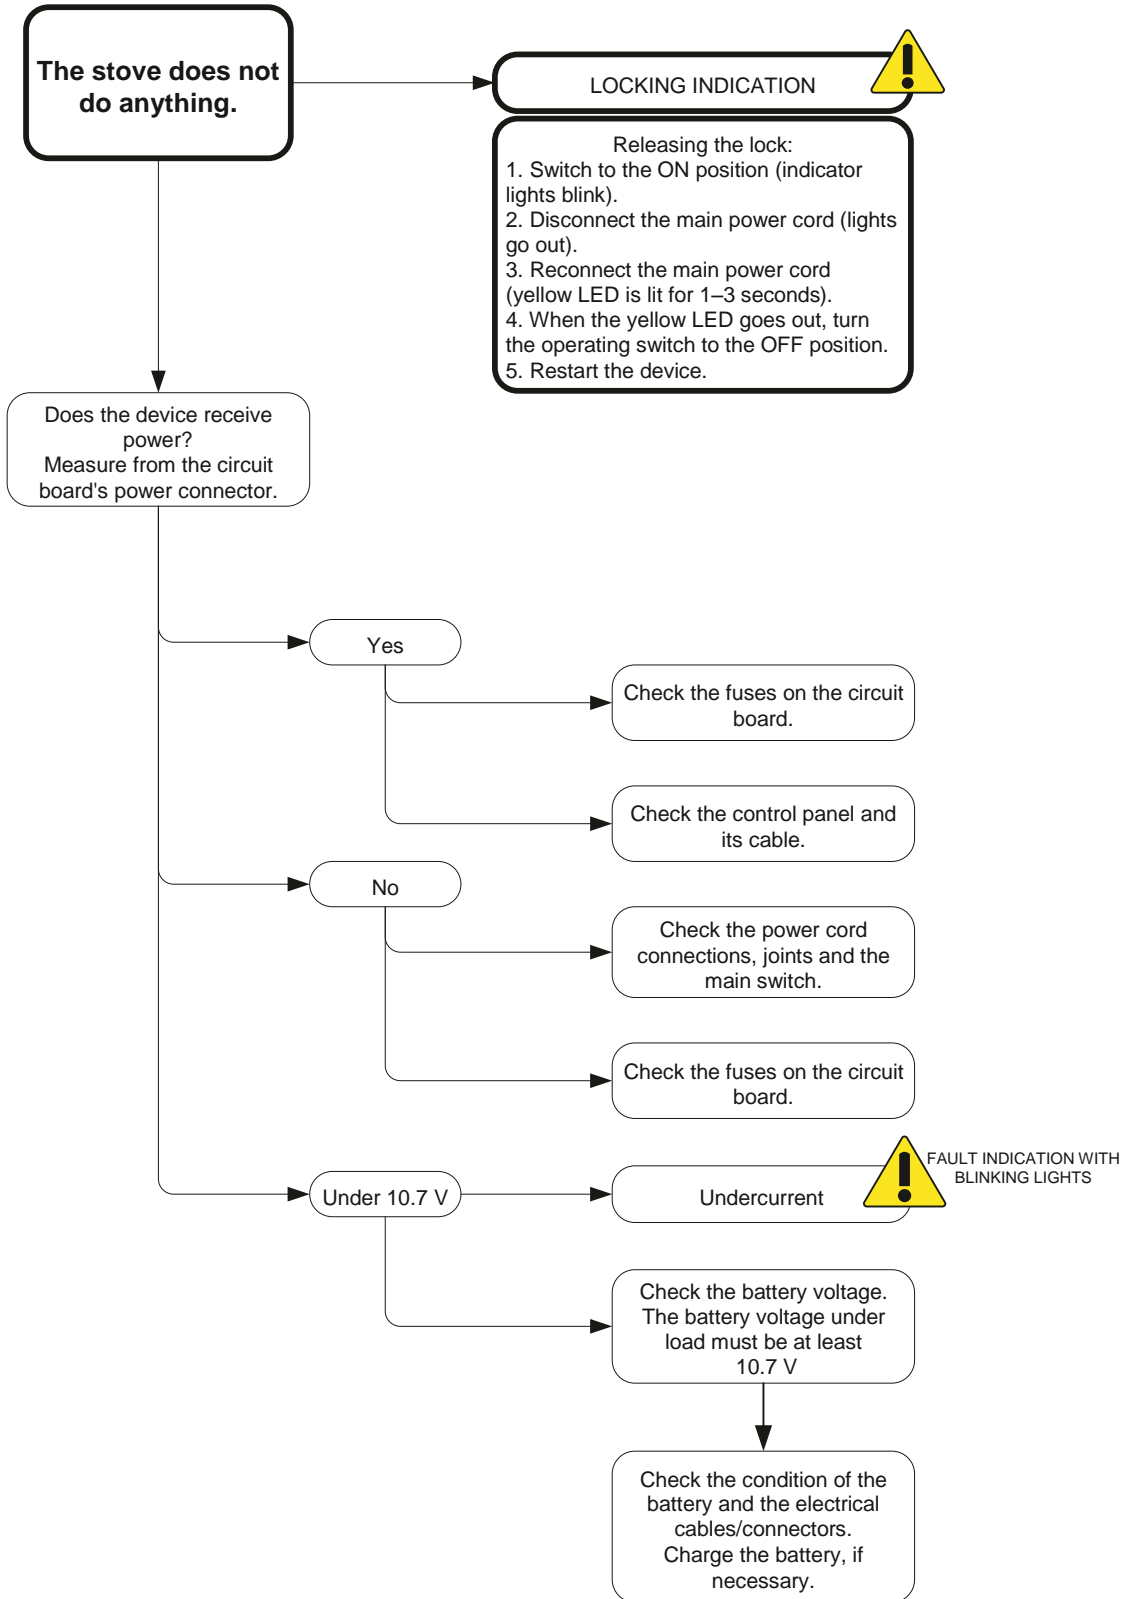 The stove does not
do anything.
LOCKING INDICATION
Releasing the lock:
1. Switch to the ON position (indicator
lights blink).
2. Disconnect the main power cord (lights
go out).
3. Reconnect the main power cord
(yellow LED is lit for 1–3 seconds).
4. When the yellow LED goes out, turn
the operating switch to the OFF position.
5. Restart the device.
Does the device receive
power?
Measure from the circuit
board's power connector.
Yes
Check the fuses on the circuit
board.
Check the control panel and
its cable.
No
Check the power cord
connections, joints and the
main switch.
Check the fuses on the circuit
board.
Under 10.7 V
Undercurrent
FAULT INDICATION WITH
BLINKING LIGHTS
Check the battery voltage.
The battery voltage under
load must be at least
10.7 V
Check the condition of the
battery and the electrical
cables/connectors.
Charge the battery, if
necessary.